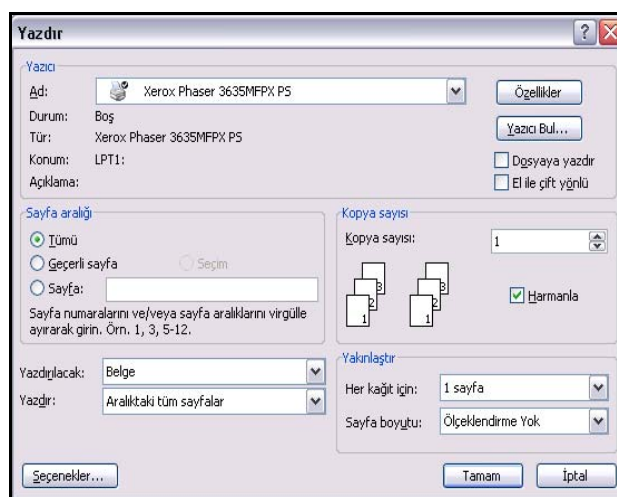 Yazdır
Yazıcı
Ad: Xerox Phaser 3635MFPX PS
Özellikler
Durum: Boş
Yazıcı Bul...
Tür: Xerox Phaser 3635MFPX PS
Konum: LPT1:
Dosyaya yazdır
Açıklama:
El ile çift yönlü
Sayfa aralığı
Tümü
Geçerli sayfa Seçim
Sayfa:
Sayfa numaralarını ve/veya sayfa aralıklarını virgülle
ayırarak girin. Örn. 1, 3, 5-12.
Kopya sayısı
Kopya sayısı: 1
3 3
2 2
1 1
Harmanla
Yazdırılacak: Belge
Yazdır: Aralıktaki tüm sayfalar
Yakınlaştır
Her kağıt için: 1 sayfa
Sayfa boyutu: Ölçeklendirme Yok
Seçenekler...
Tamam
İptal